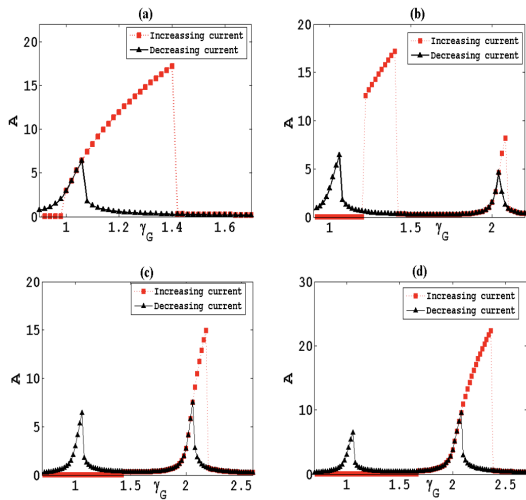 (a)
Increassing current
Decreasing current
A
20
15
10
5
0
1
1.2
1.4
1.6
γG
(b)
Increasing current
Decreasing current
A
20
15
10
5
0
1
1.5
2
γG
(c)
Increasing current
Decreasing current
A
20
15
10
5
0
1
1.5
2
2.5
γG
(d)
Increasing current
Decreasing current
A
30
20
10
0
1
1.5
2
2.5
γG